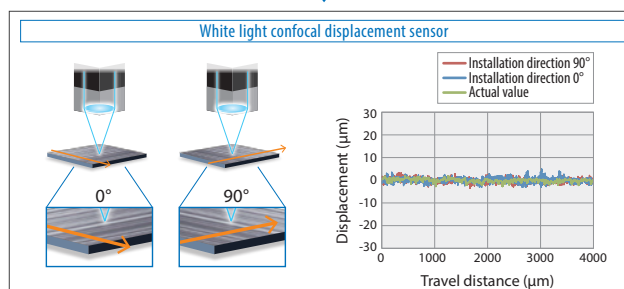 White light confocal displacement sensor
Installation direction 90°
Installation direction 0°
Actual value
0°
90°
Displacement (μm)
30
20
10
0
-10
-20
-30
0
1000
2000
3000
4000
Travel distance (μm)